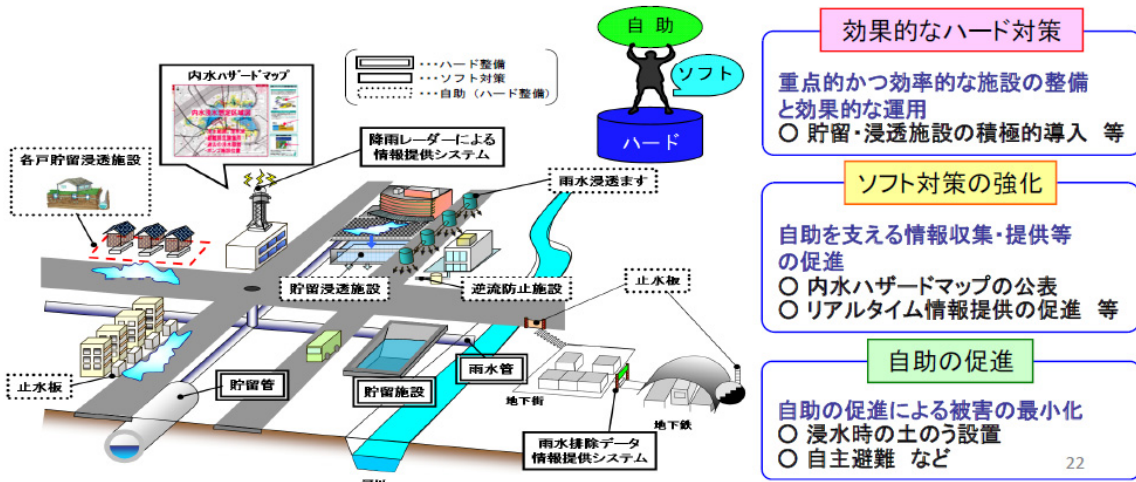 内水ハザードマップ
・・・ハード整備
・・・ソフト対策
・・・自助（ハード整備）
内水浸水想定区域図
降雨レーダーによる
情報提供システム
各戸貯留浸透施設
雨水浸透ます
貯留浸透施設
逆流防止施設
止水板
止水板
貯留管
貯留施設
雨水管
地下街
地下鉄
雨水排除データ
情報提供システム
自 助
ソフト
ハード
効果的なハード対策
重点的かつ効率的な施設の整備
と効果的な運用
○ 貯留・浸透施設の積極的導入 等
ソフト対策の強化
自助を支える情報収集・提供等
の促進
○ 内水ハザードマップの公表
○ リアルタイム情報提供の促進 等
自助の促進
自助の促進による被害の最小化
○ 浸水時の土のう設置
○ 自主避難 など
22